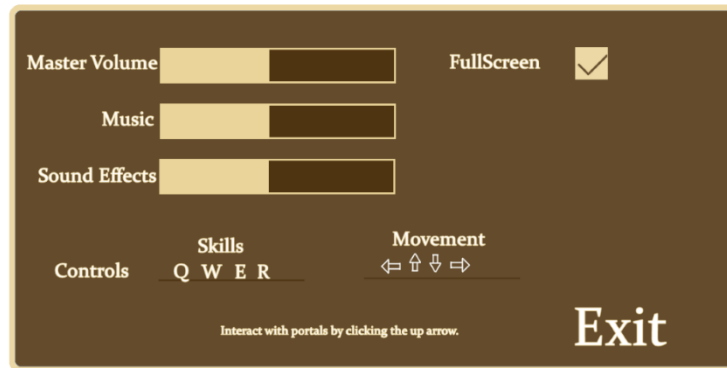 Master Volume
FullScreen
Music
Sound Effects
Skills
Movement
Controls
Q W E R
⇦ ⇧ ⇩ ⇨
Interact with portals by clicking the up arrow.
Exit